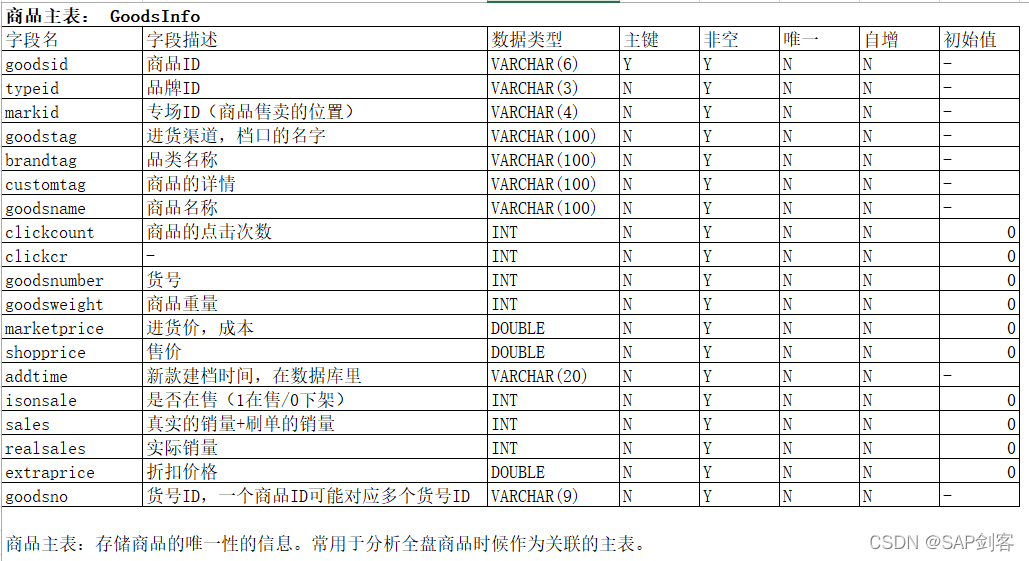 商品主表： GoodsInfo
字段名 字段描述 数据类型 主键 非空 唯一 自增 初始值
goodsid 商品ID VARCHAR(6) Y Y N N -
typeid 品牌ID VARCHAR(3) N Y N N -
markid 专场ID（商品售卖的位置） VARCHAR(4) N Y N N -
goodstag 进货渠道，档口的名字 VARCHAR(100) N Y N N -
brandtag 品类名称 VARCHAR(100) N Y N N -
customtag 商品的详情 VARCHAR(100) N Y N N -
goodsname 商品名称 VARCHAR(100) N Y N N -
clickcount 商品的点击次数 INT N Y N N 0
clickcr - INT N Y N N 0
goodsnumber 货号 INT N Y N N 0
goodsweight 商品重量 INT N Y N N 0
marketprice 进货价，成本 DOUBLE N Y N N 0
shopprice 售价 DOUBLE N Y N N 0
addtime 新款建档时间，在数据库里 VARCHAR(20) N Y N N -
isonsale 是否在售（1在售/0下架） INT N Y N N 0
sales 真实的销量+刷单的销量 INT N Y N N 0
realsales 实际销量 INT N Y N N 0
extraprice 折扣价格 DOUBLE N Y N N 0
goodsno 货号ID，一个商品ID可能对应多个货号ID VARCHAR(9) N Y N N -
商品主表：存储商品的唯一性的信息。常用于分析全盘商品时候作为关联的主表。
CSDN @SAP剑客